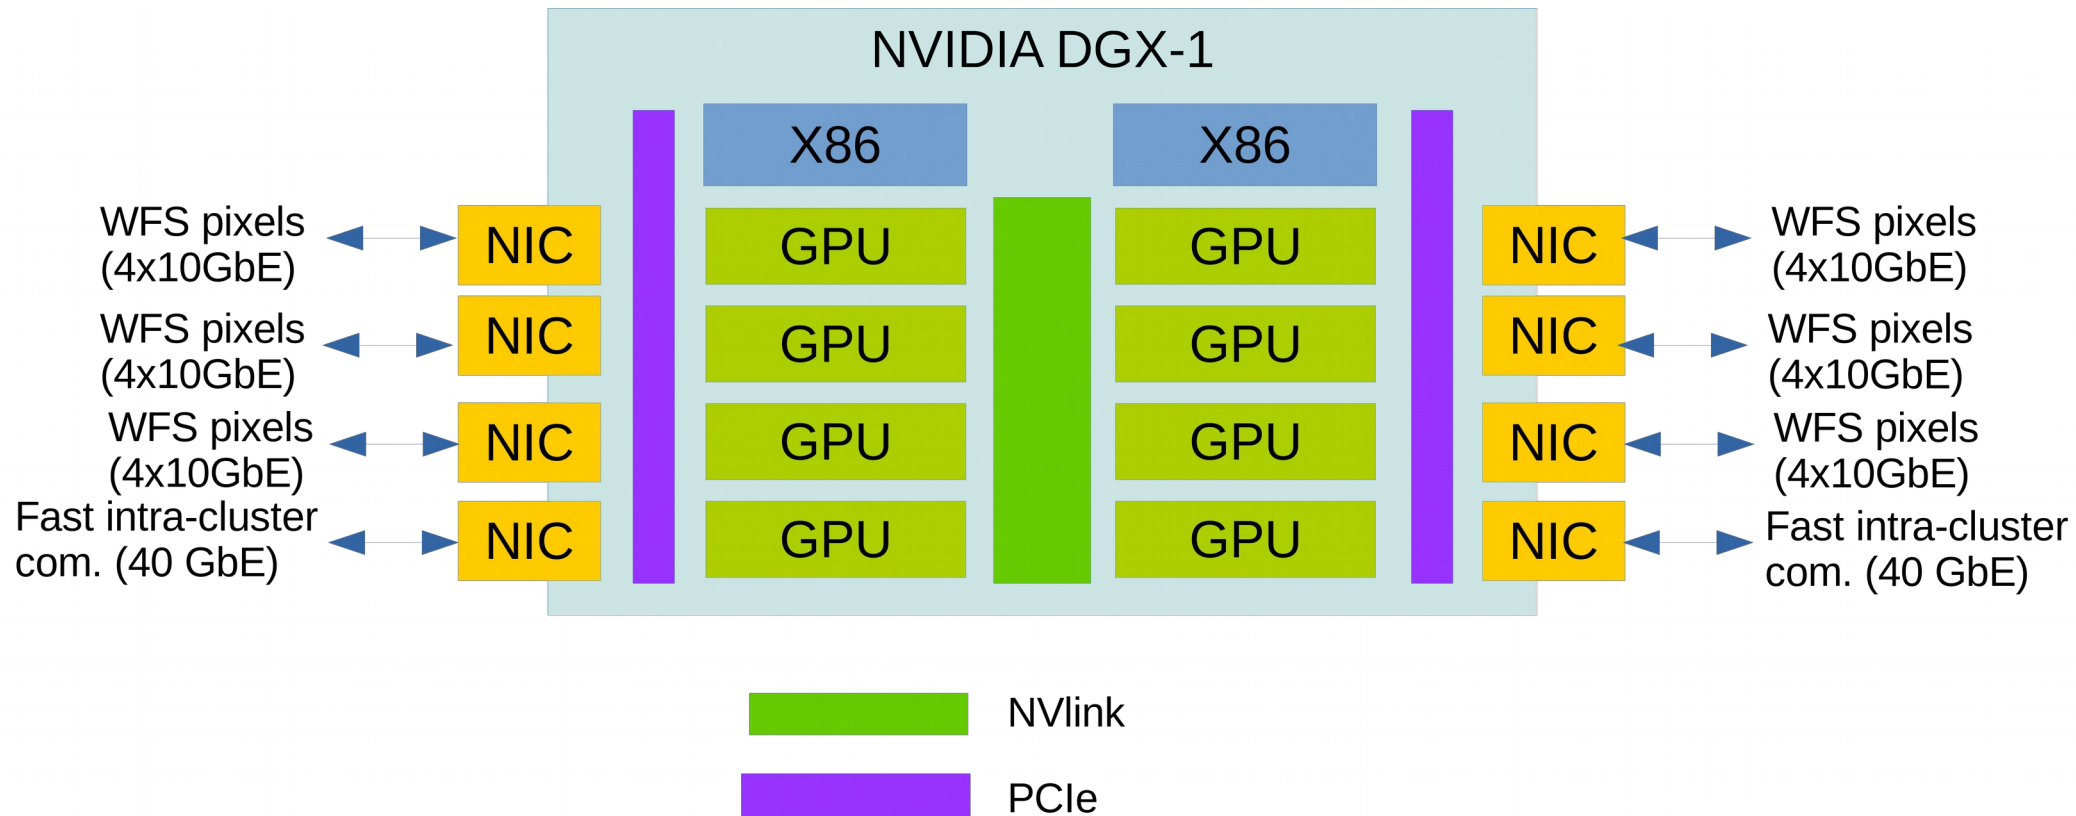 NVIDIA DGX-1
X86
X86
WFS pixels
(4x10GbE)
NIC
GPU
GPU
NIC
WFS pixels
(4x10GbE)
WFS pixels
(4x10GbE)
NIC
GPU
GPU
NIC
WFS pixels
(4x10GbE)
WFS pixels
(4x10GbE)
NIC
GPU
GPU
NIC
WFS pixels
(4x10GbE)
Fast intra-cluster
com. (40 GbE)
NIC
GPU
GPU
NIC
Fast intra-cluster
com. (40 GbE)
NVlink
PCIe